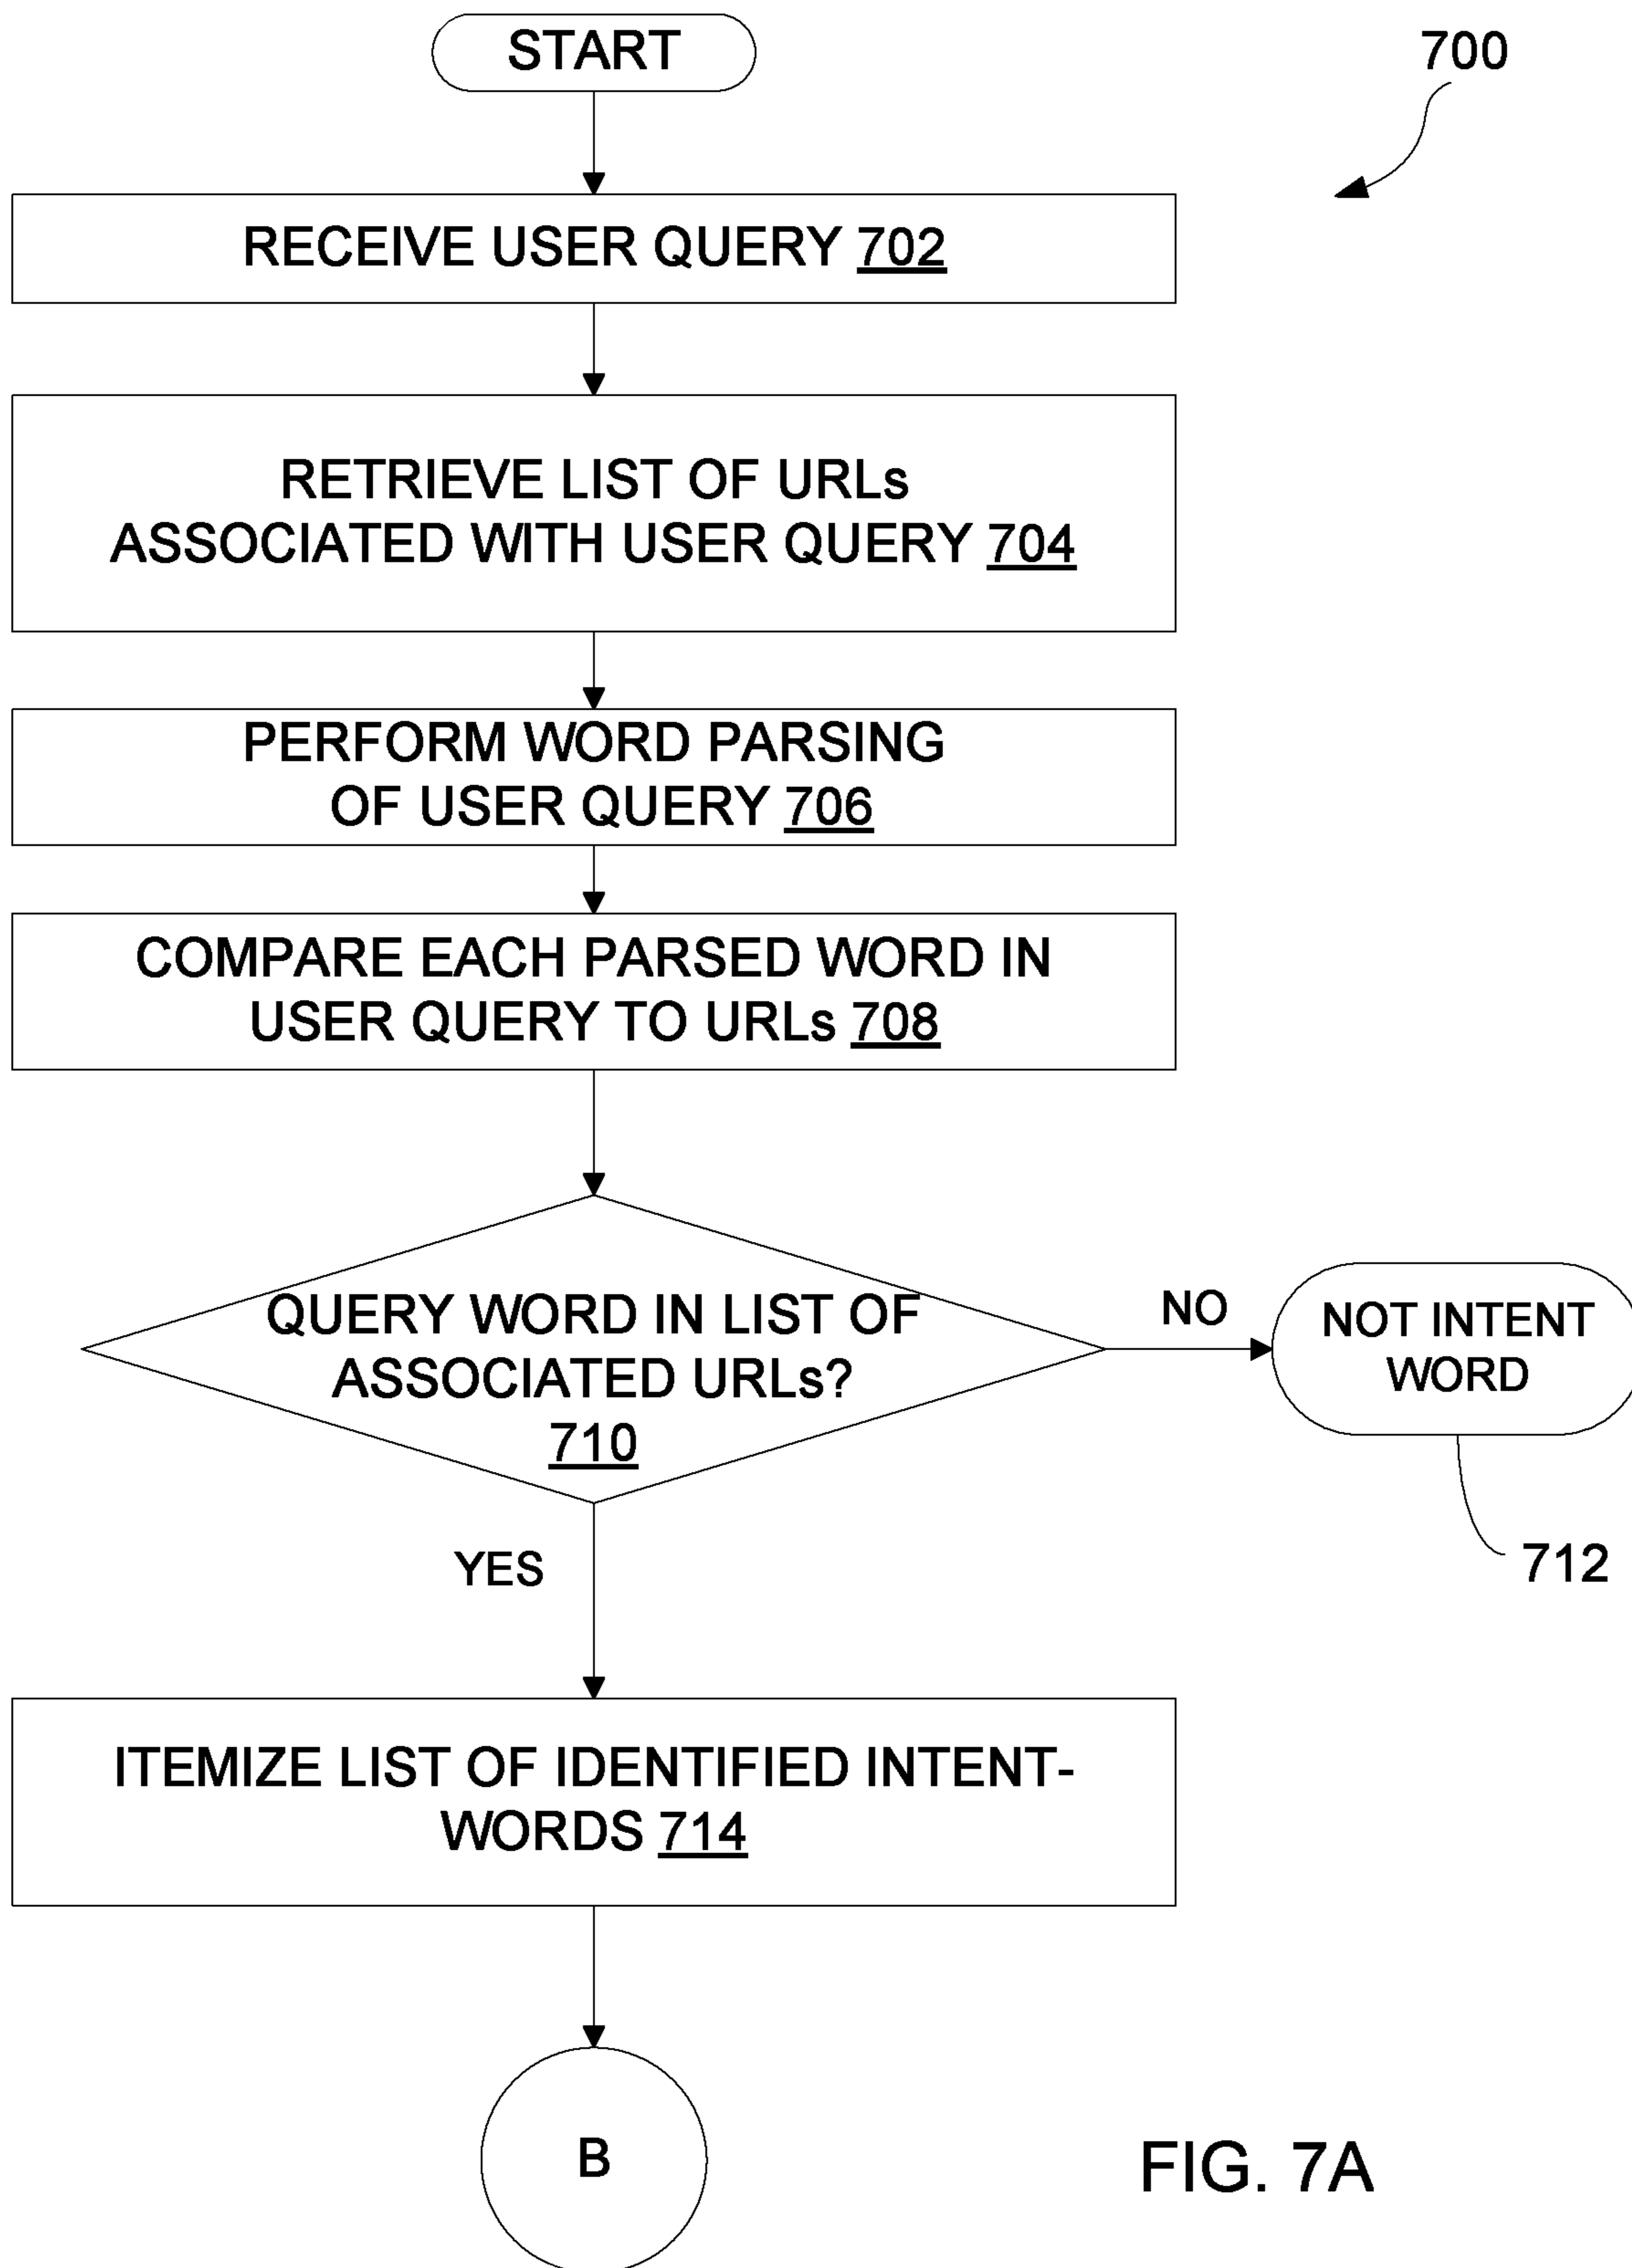 START
700
RECEIVE USER QUERY 702
RETRIEVE LIST OF URLs
ASSOCIATED WITH USER QUERY 704
PERFORM WORD PARSING
OF USER QUERY 706
COMPARE EACH PARSED WORD IN
USER QUERY TO URLs 708
QUERY WORD IN LIST OF
ASSOCIATED URLs?
710
NO
NOT INTENT
WORD
712
YES
ITEMIZE LIST OF IDENTIFIED INTENT-
WORDS 714
B
FIG. 7A